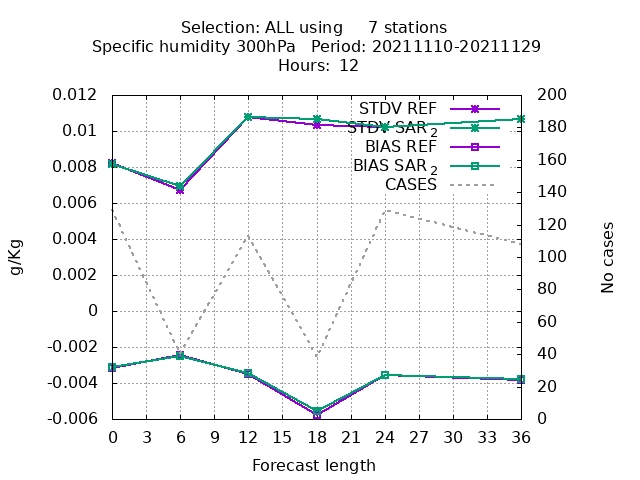 Selection: ALL using 7 stations
Specific humidity 300hPa Period: 20211110-20211129
Hours: 12
0.012
0.01
0.008
0.006
0.004
0.002
0
-0.002
-0.004
-0.006
g/Kg
STDV REF
STDV SAR 2
BIAS REF
BIAS SAR 2
CASES
200
180
160
140
120
100
80
60
40
20
0
No cases
0 3 6 9 12 15 18 21 24 27 30 33 36
Forecast length